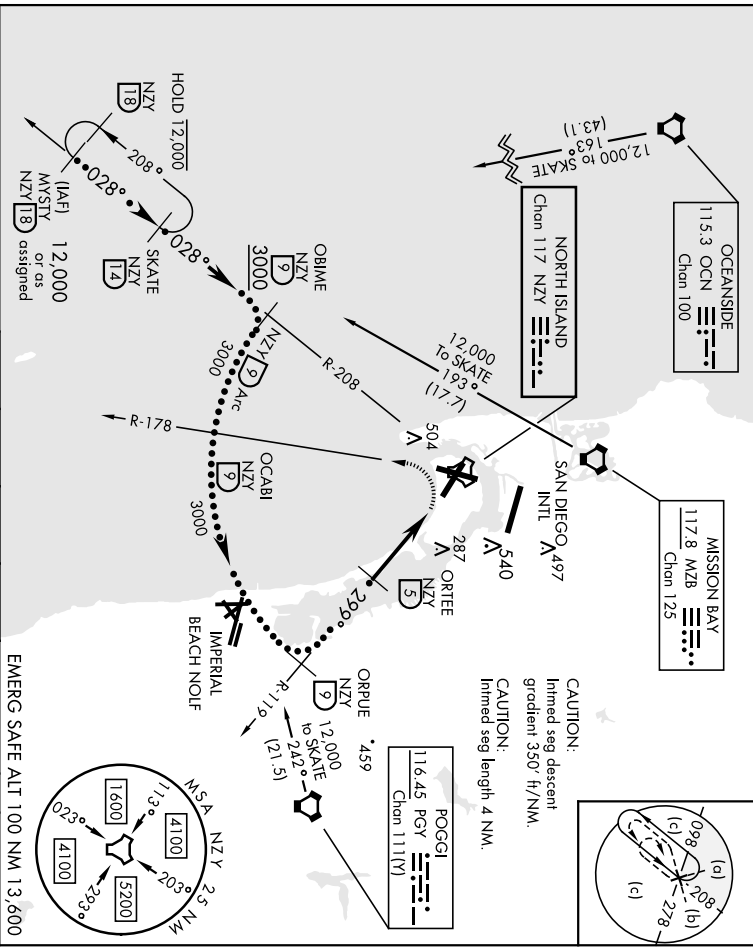 OCEANSIDE
115.3 OCN
Chan 100
12,000 to SKATE
163°
(43.1)
NORTH ISLAND
Chan 117 NZY
MISSION BAY
117.8 MZB
Chan 125
12,000
To SKATE
193°
(17.7)
HOLD 12,000
NZY
18
208°
028°
(IAF)
MYSTY
NZY 18
12,000
or as
assigned
SKATE
NZY
14
028°
OBIME
NZY
9
3000
NZY 9 Arc
3000
R-208
R-178
OCABI
NZY
9
3000
504
SAN DIEGO
INTL
497
540
287
ORTEE
NZY
5
299°
IMPERIAL
BEACH NOLF
ORPUE
NZY
9
R-119
459
12,000
to SKATE
242°
(21.5)
POGGI
116.45 PGY
Chan 111(Y)
CAUTION:
Intmed seg descent
gradient 350' ft/NM.
CAUTION:
Intmed seg length 4 NM.
098
(a)
(c)
208
(b)
278
(c)
MSA NZY 25 NM
1600
113°
4100
203°
5200
293°
4100
023°
EMERG SAFE ALT 100 NM 13,600